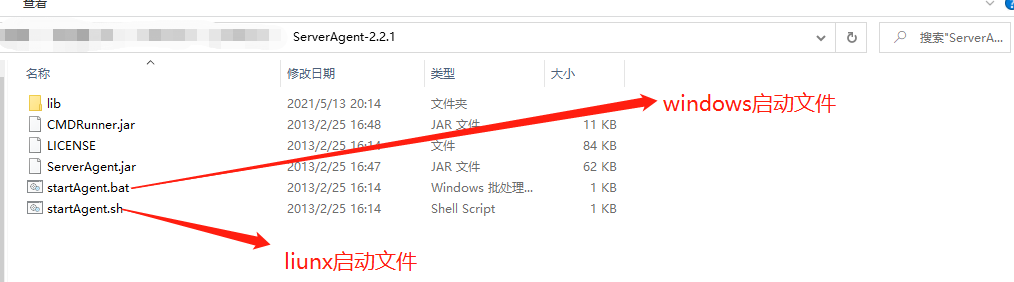 查看
ServerAgent-2.2.1
搜索"ServerA...
名称 修改日期 类型 大小
lib 2021/5/13 20:14 文件夹
CMDRunner.jar 2013/2/25 16:48 JAR 文件 11 KB
LICENSE 2013/2/25 16:14 文件 84 KB
ServerAgent.jar 2013/2/25 16:47 JAR 文件 62 KB
startAgent.bat 2013/2/25 16:14 Windows 批处理... 1 KB
startAgent.sh 2013/2/25 16:14 Shell Script 1 KB
windows启动文件
liunx启动文件